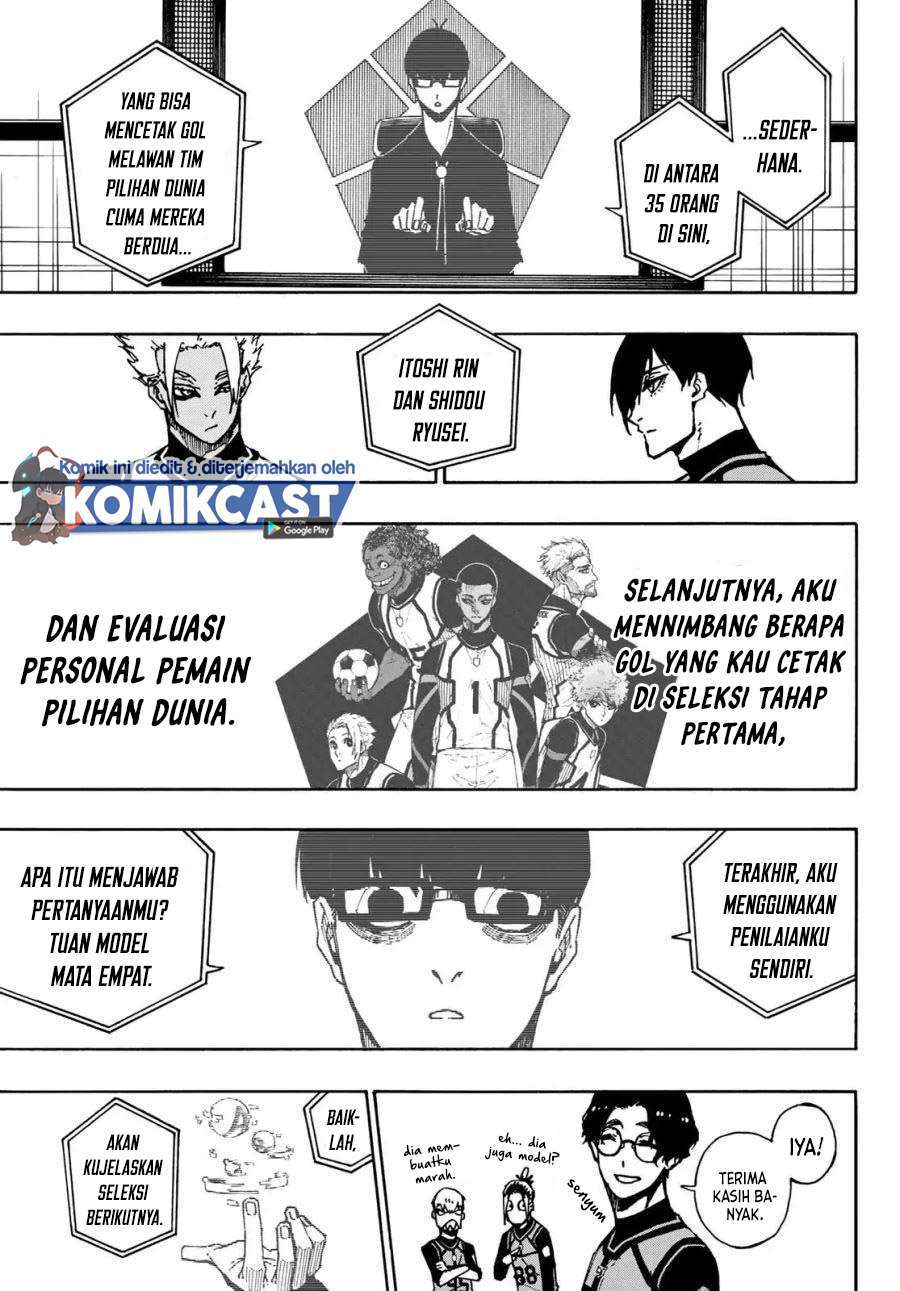 ...SEDER-
HANA.
DI ANTARA
35 ORANG
DI SINI,
YANG BISA
MENCETAK GOL
MELAWAN TIM
PILIHAN DUNIA
CUMA MEREKA
BERDUA...
ITOSHI RIN
DAN SHIDOU
RYUSEI.
Komik ini diedit & diterjemahkan oleh
KOMIKCAST
GET IT ON
Google Play
SELANJUTNYA, AKU
MENNIMBANG BERAPA
GOL YANG KAU CETAK
DI SELEKSI TAHAP
PERTAMA,
1
DAN EVALUASI
PERSONAL PEMAIN
PILIHAN DUNIA.
TERAKHIR, AKU
MENGGUNAKAN
PENILAIANKU
SENDIRI.
APA ITU MENJAWAB
PERTANYAANMU?
TUAN MODEL
MATA EMPAT.
IYA!
TERIMA
KASIH BA-
NYAK.
senyum
eh... dia
juga model?
dia mem-
buatku
marah.
88
45
BAIK-
LAH,
AKAN
KUJELASKAN
SELEKSI
BERIKUTNYA.